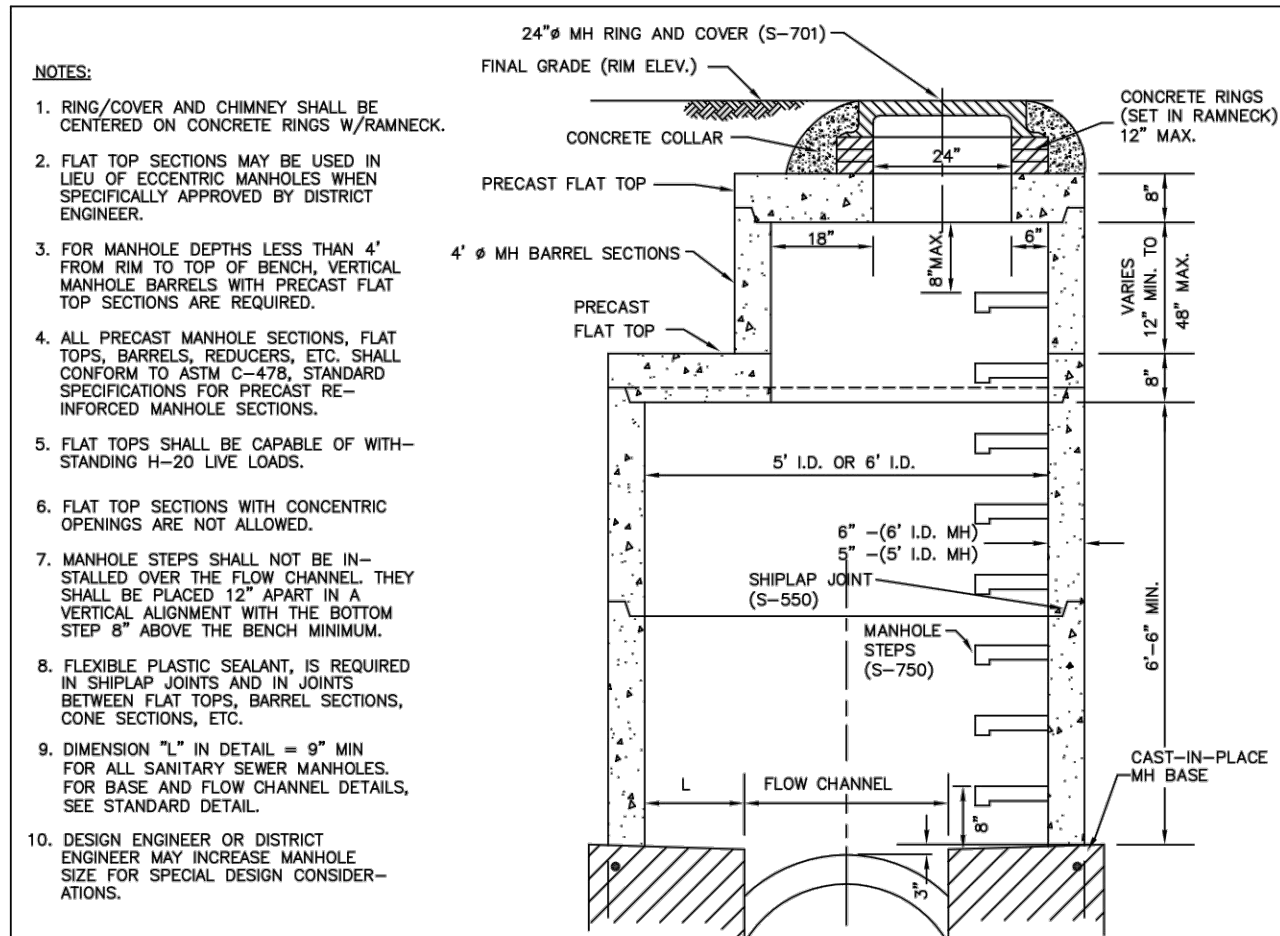 NOTES:
1. RING/COVER AND CHIMNEY SHALL BE
CENTERED ON CONCRETE RINGS W/RAMNECK.
2. FLAT TOP SECTIONS MAY BE USED IN
LIEU OF ECCENTRIC MANHOLES WHEN
SPECIFICALLY APPROVED BY DISTRICT
ENGINEER.
3. FOR MANHOLE DEPTHS LESS THAN 4'
FROM RIM TO TOP OF BENCH, VERTICAL
MANHOLE BARRELS WITH PRECAST FLAT
TOP SECTIONS ARE REQUIRED.
4. ALL PRECAST MANHOLE SECTIONS, FLAT
TOPS, BARRELS, REDUCERS, ETC. SHALL
CONFORM TO ASTM C-478, STANDARD
SPECIFICATIONS FOR PRECAST RE-
INFORCED MANHOLE SECTIONS.
5. FLAT TOPS SHALL BE CAPABLE OF WITH-
STANDING H-20 LIVE LOADS.
6. FLAT TOP SECTIONS WITH CONCENTRIC
OPENINGS ARE NOT ALLOWED.
7. MANHOLE STEPS SHALL NOT BE IN-
STALLED OVER THE FLOW CHANNEL. THEY
SHALL BE PLACED 12" APART IN A
VERTICAL ALIGNMENT WITH THE BOTTOM
STEP 8" ABOVE THE BENCH MINIMUM.
8. FLEXIBLE PLASTIC SEALANT, IS REQUIRED
IN SHIPLAP JOINTS AND IN JOINTS
BETWEEN FLAT TOPS, BARREL SECTIONS,
CONE SECTIONS, ETC.
9. DIMENSION "L" IN DETAIL = 9" MIN
FOR ALL SANITARY SEWER MANHOLES.
FOR BASE AND FLOW CHANNEL DETAILS,
SEE STANDARD DETAIL.
10. DESIGN ENGINEER OR DISTRICT
ENGINEER MAY INCREASE MANHOLE
SIZE FOR SPECIAL DESIGN CONSIDER-
ATIONS.
24"ø MH RING AND COVER (S-701)
FINAL GRADE (RIM ELEV.)
CONCRETE RINGS
(SET IN RAMNECK)
12" MAX.
CONCRETE COLLAR
24"
PRECAST FLAT TOP
8"
18"
6"
4' ø MH BARREL SECTIONS
8"MAX.
VARIES
12" MIN. TO
48" MAX.
PRECAST
FLAT TOP
8"
5' I.D. OR 6' I.D.
6" -(6' I.D. MH)
5" -(5' I.D. MH)
SHIPLAP JOINT
(S-550)
MANHOLE
STEPS
(S-750)
6'-6" MIN.
CAST-IN-PLACE
MH BASE
L
FLOW CHANNEL
8"
3"